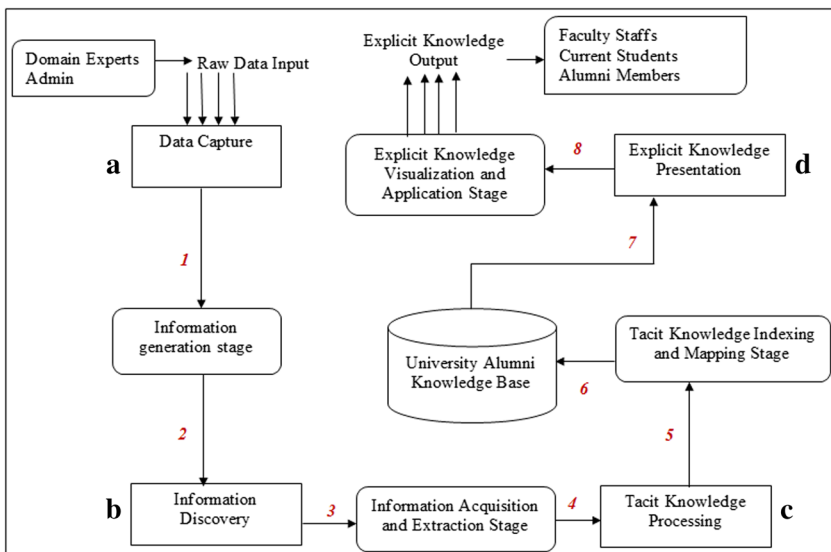 Domain Experts
Admin
Raw Data Input
Explicit Knowledge
Output
Faculty Staffs
Current Students
Alumni Members
a
Data Capture
Explicit Knowledge
Visualization and
Application Stage
8
Explicit Knowledge
Presentation
d
1
7
Information
generation stage
University Alumni
Knowledge Base
6
Tacit Knowledge Indexing
and Mapping Stage
2
5
b
Information
Discovery
3
Information Acquisition
and Extraction Stage
4
Tacit Knowledge
Processing
c